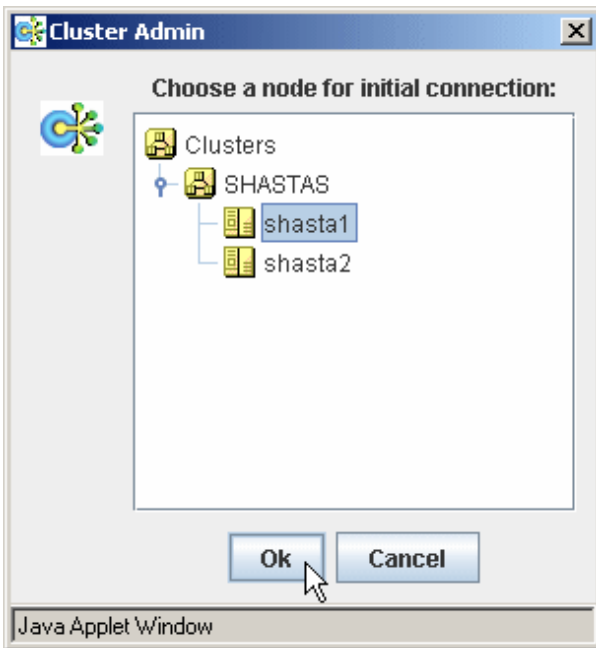 Cluster Admin
Choose a node for initial connection:
Clusters
SHASTAS
shasta1
shasta2
Ok Cancel
Java Applet Window